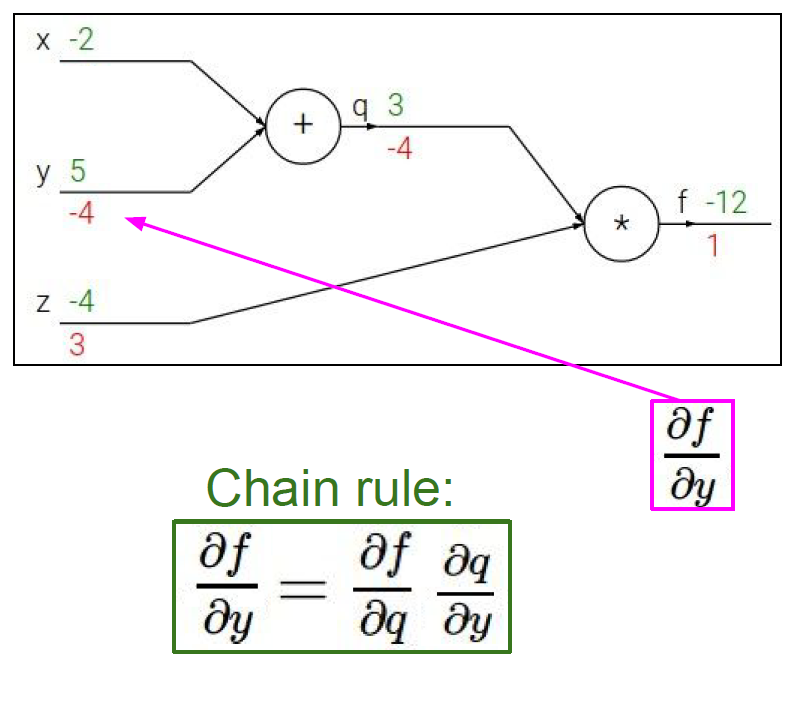 x -2
+
q 3
-4
y 5
-4
f -12
*
1
z -4
3
∂f
∂y
Chain rule:
∂f/∂y = ∂f/∂q ∂q/∂y